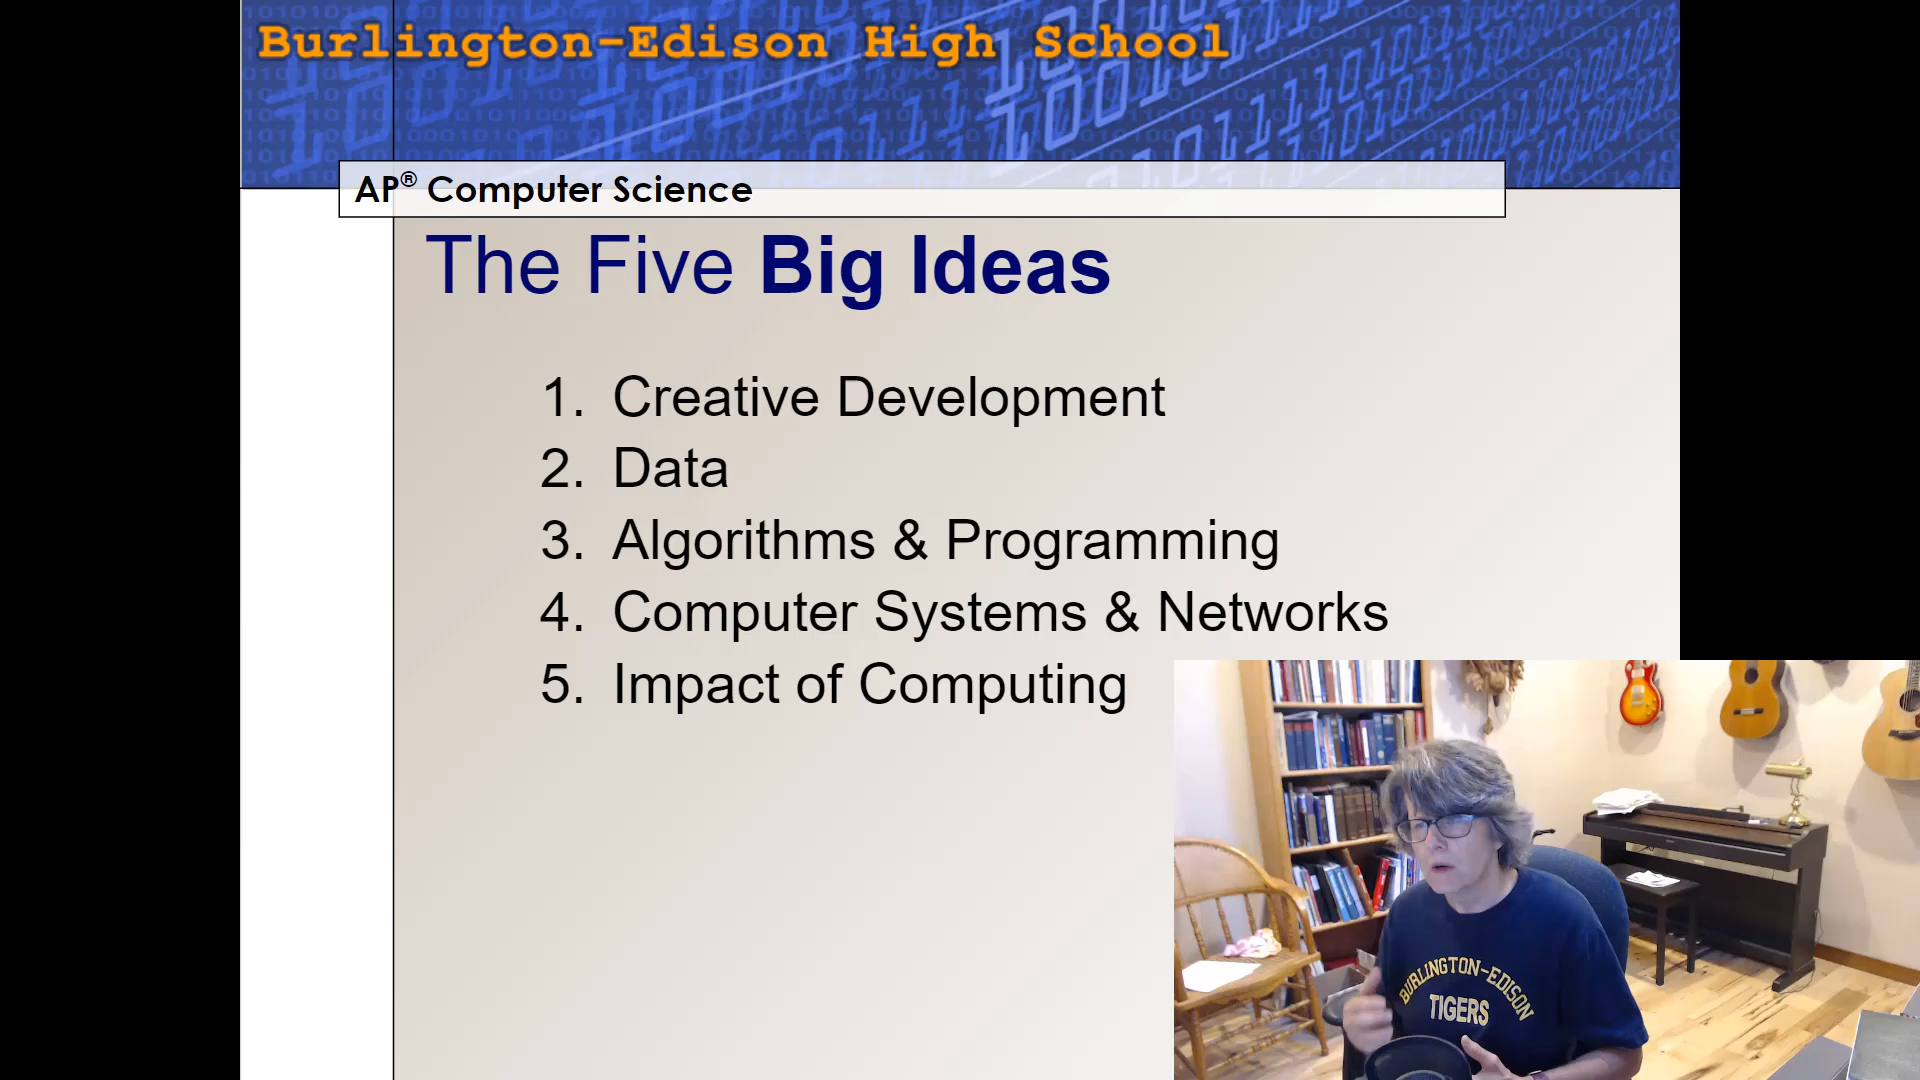 Burlington-Edison High School
AP® Computer Science
The Five Big Ideas
1. Creative Development
2. Data
3. Algorithms & Programming
4. Computer Systems & Networks
5. Impact of Computing
BURLINGTON-EDISON
TIGERS